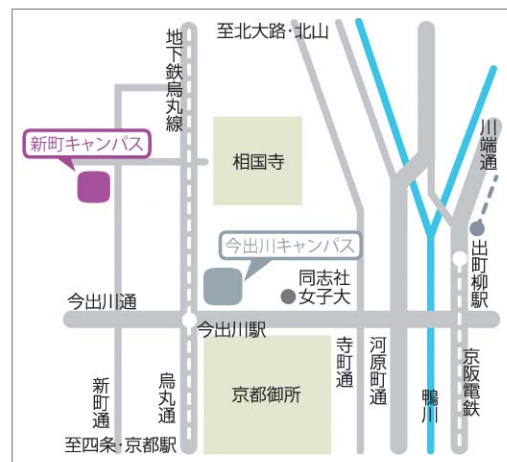 至北大路・北山
地下鉄烏丸線
川端通
新町キャンパス
相国寺
今出川キャンパス
同志社
女子大
出町柳駅
今出川通
今出川駅
新町通
烏丸通
京都御所
寺町通
河原町通
鴨川
京阪電鉄
至四条・京都駅